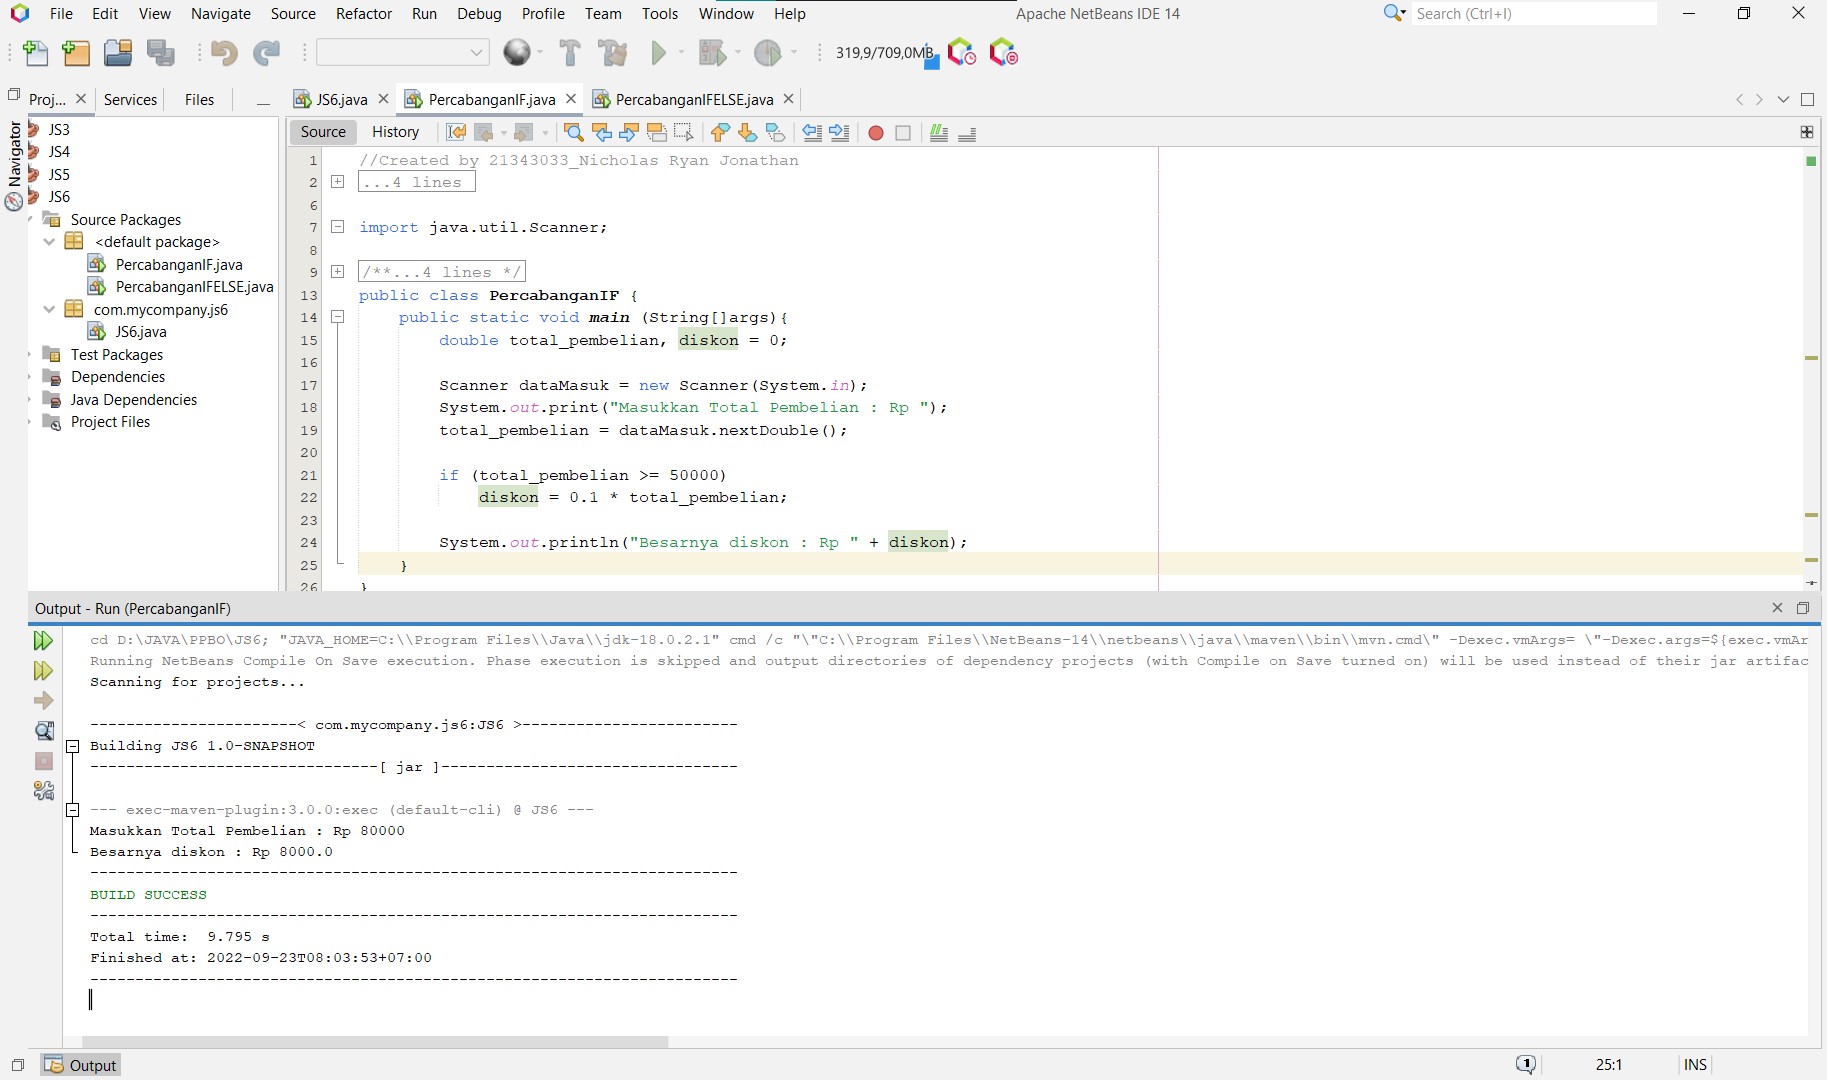 File Edit View Navigate Source Refactor Run Debug Profile Team Tools Window Help Apache NetBeans IDE 14 Search (Ctrl+I)
319,9/709,0MB
Proj... Services Files JS6.java PercabanganIF.java PercabanganIFELSE.java
Navigator
JS3
JS4
JS5
JS6
Source Packages
<default package>
PercabanganIF.java
PercabanganIFELSE.java
com.mycompany.js6
JS6.java
Test Packages
Dependencies
Java Dependencies
Project Files
Source History
1 //Created by 21343033_Nicholas Ryan Jonathan
2 ...4 lines
6
7 import java.util.Scanner;
8
9 /**...4 lines */
13 public class PercabanganIF {
14 public static void main (String[]args){
15 double total_pembelian, diskon = 0;
16
17 Scanner dataMasuk = new Scanner(System.in);
18 System.out.print("Masukkan Total Pembelian : Rp ");
19 total_pembelian = dataMasuk.nextDouble();
20
21 if (total_pembelian >= 50000)
22 diskon = 0.1 * total_pembelian;
23
24 System.out.println("Besarnya diskon : Rp " + diskon);
25 }
26 }
Output - Run (PercabanganIF)
cd D:\JAVA\PPBO\JS6; "JAVA_HOME=C:\\Program Files\\Java\\jdk-18.0.2.1" cmd /c "\"C:\\Program Files\\NetBeans-14\\netbeans\\java\\maven\\bin\\mvn.cmd\" -Dexec.vmArgs= \"-Dexec.args=${exec.vmAr
Running NetBeans Compile On Save execution. Phase execution is skipped and output directories of dependency projects (with Compile on Save turned on) will be used instead of their jar artifac
Scanning for projects...
-----------------------< com.mycompany.js6:JS6 >------------------------
Building JS6 1.0-SNAPSHOT
--------------------------------[ jar ]---------------------------------
--- exec-maven-plugin:3.0.0:exec (default-cli) @ JS6 ---
Masukkan Total Pembelian : Rp 80000
Besarnya diskon : Rp 8000.0
------------------------------------------------------------------------
BUILD SUCCESS
------------------------------------------------------------------------
Total time:  9.795 s
Finished at: 2022-09-23T08:03:53+07:00
------------------------------------------------------------------------
Output 1 25:1 INS